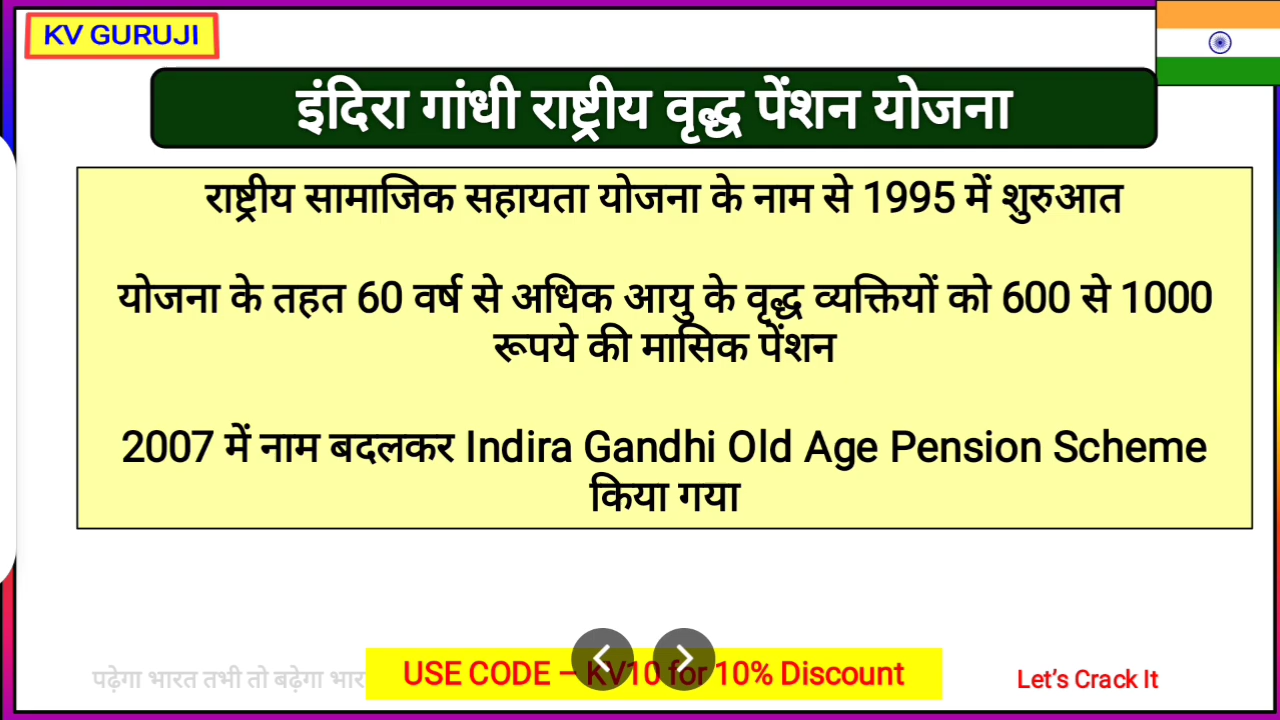 KV GURUJI
इंदिरा गांधी राष्ट्रीय वृद्ध पेंशन योजना
राष्ट्रीय सामाजिक सहायता योजना के नाम से 1995 में शुरुआत
योजना के तहत 60 वर्ष से अधिक आयु के वृद्ध व्यक्तियों को 600 से 1000
रूपये की मासिक पेंशन
2007 में नाम बदलकर Indira Gandhi Old Age Pension Scheme
किया गया
पढ़ेगा भारत तभी तो बढ़ेगा भार
USE CODE – KV10 for 10% Discount
Let’s Crack It